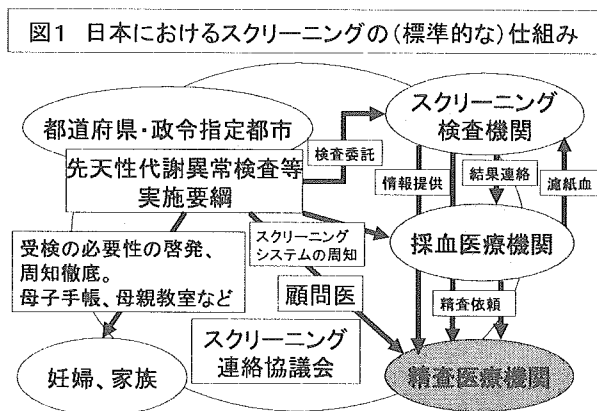 図1 日本におけるスクリーニングの(標準的な)仕組み
都道府県・政令指定都市
先天性代謝異常検査等
実施要綱
検査委託
スクリーニング
検査機関
情報提供
結果連絡
濾紙血
受検の必要性の啓発、
周知徹底。
母子手帳、母親教室など
スクリーニング
システムの周知
採血医療機関
顧問医
精査依頼
妊婦、家族
スクリーニング
連絡協議会
精査医療機関